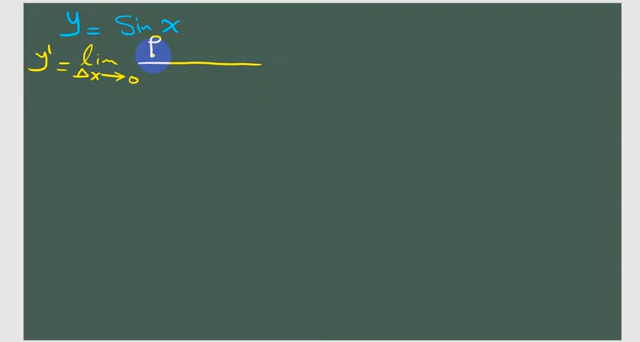 y = Sin x
y' = lim
Δx→0